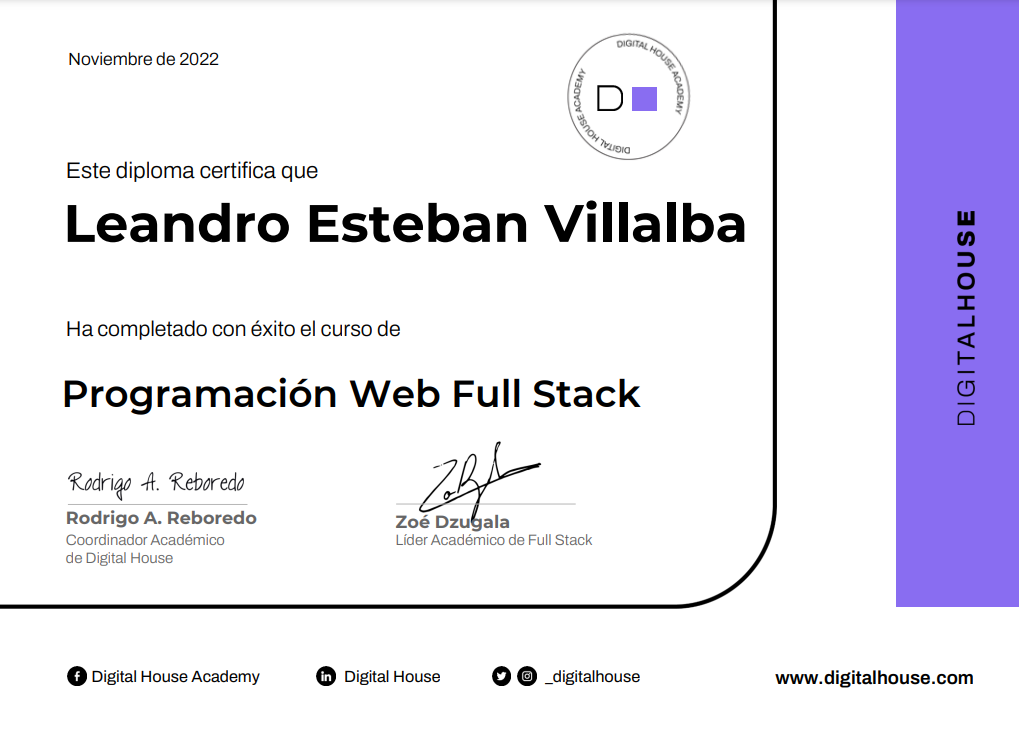 Noviembre de 2022
DIGITAL HOUSE ACADEMY
DIGITAL HOUSE ACADEMY
D
Este diploma certifica que
Leandro Esteban Villalba
Ha completado con éxito el curso de
Programación Web Full Stack
Rodrigo A. Reboredo
Rodrigo A. Reboredo
Coordinador Académico
de Digital House
Zoé Dzugala
Líder Académico de Full Stack
DIGITALHOUSE
Digital House Academy
Digital House
_digitalhouse
www.digitalhouse.com